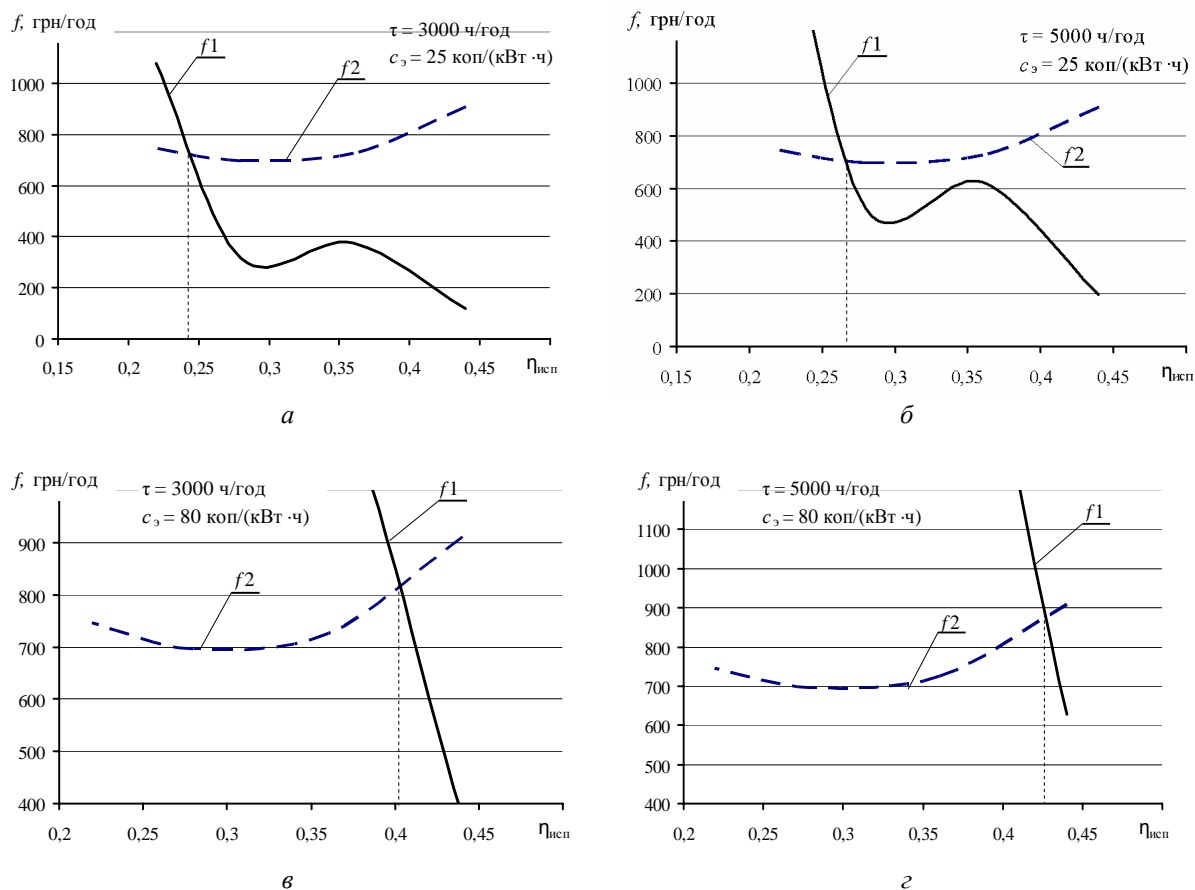 f, грн/год
τ = 3000 ч/год
cэ = 25 коп/(кВт ·ч)
f1
f2
1000
800
600
400
200
0
0,15 0,2 0,25 0,3 0,35 0,4 0,45 ηисп
а
f, грн/год
τ = 5000 ч/год
cэ = 25 коп/(кВт ·ч)
f1
f2
1000
800
600
400
200
0
0,15 0,2 0,25 0,3 0,35 0,4 0,45 ηисп
б
f, грн/год
τ = 3000 ч/год
cэ = 80 коп/(кВт ·ч)
f1
f2
900
800
700
600
500
400
0,2 0,25 0,3 0,35 0,4 0,45 ηисп
в
f, грн/год
τ = 5000 ч/год
cэ = 80 коп/(кВт ·ч)
f1
f2
1100
1000
900
800
700
600
500
400
0,2 0,25 0,3 0,35 0,4 0,45 ηисп
г